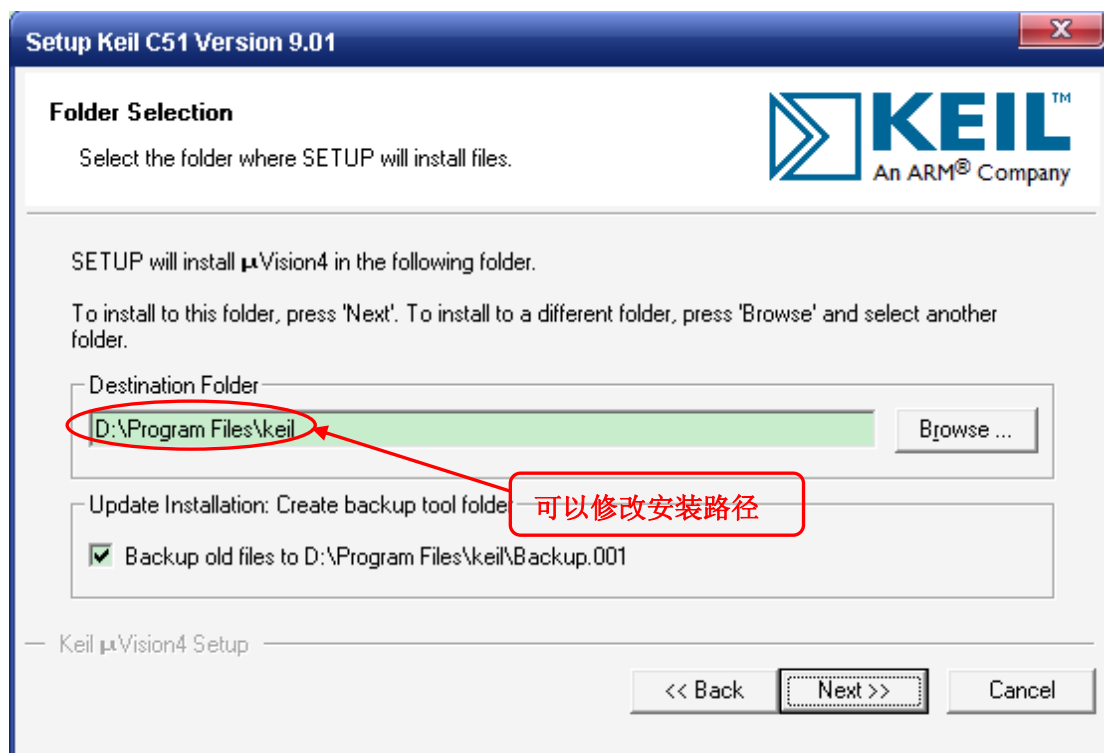 Setup Keil C51 Version 9.01
Folder Selection
Select the folder where SETUP will install files.
KEIL™
An ARM® Company
SETUP will install µVision4 in the following folder.
To install to this folder, press 'Next'. To install to a different folder, press 'Browse' and select another
folder.
Destination Folder
D:\Program Files\keil
Browse ...
可以修改安装路径
Update Installation: Create backup tool folder
Backup old files to D:\Program Files\keil\Backup.001
Keil µVision4 Setup
<< Back
Next >>
Cancel